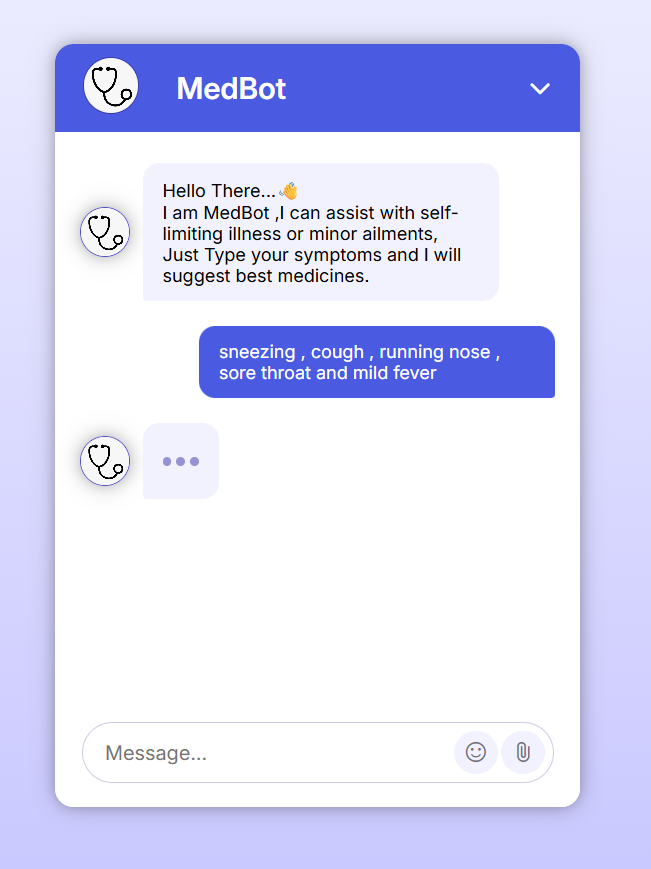 MedBot
Hello There...👋
I am MedBot ,I can assist with self-
limiting illness or minor ailments,
Just Type your symptoms and I will
suggest best medicines.
sneezing , cough , running nose ,
sore throat and mild fever
Message...